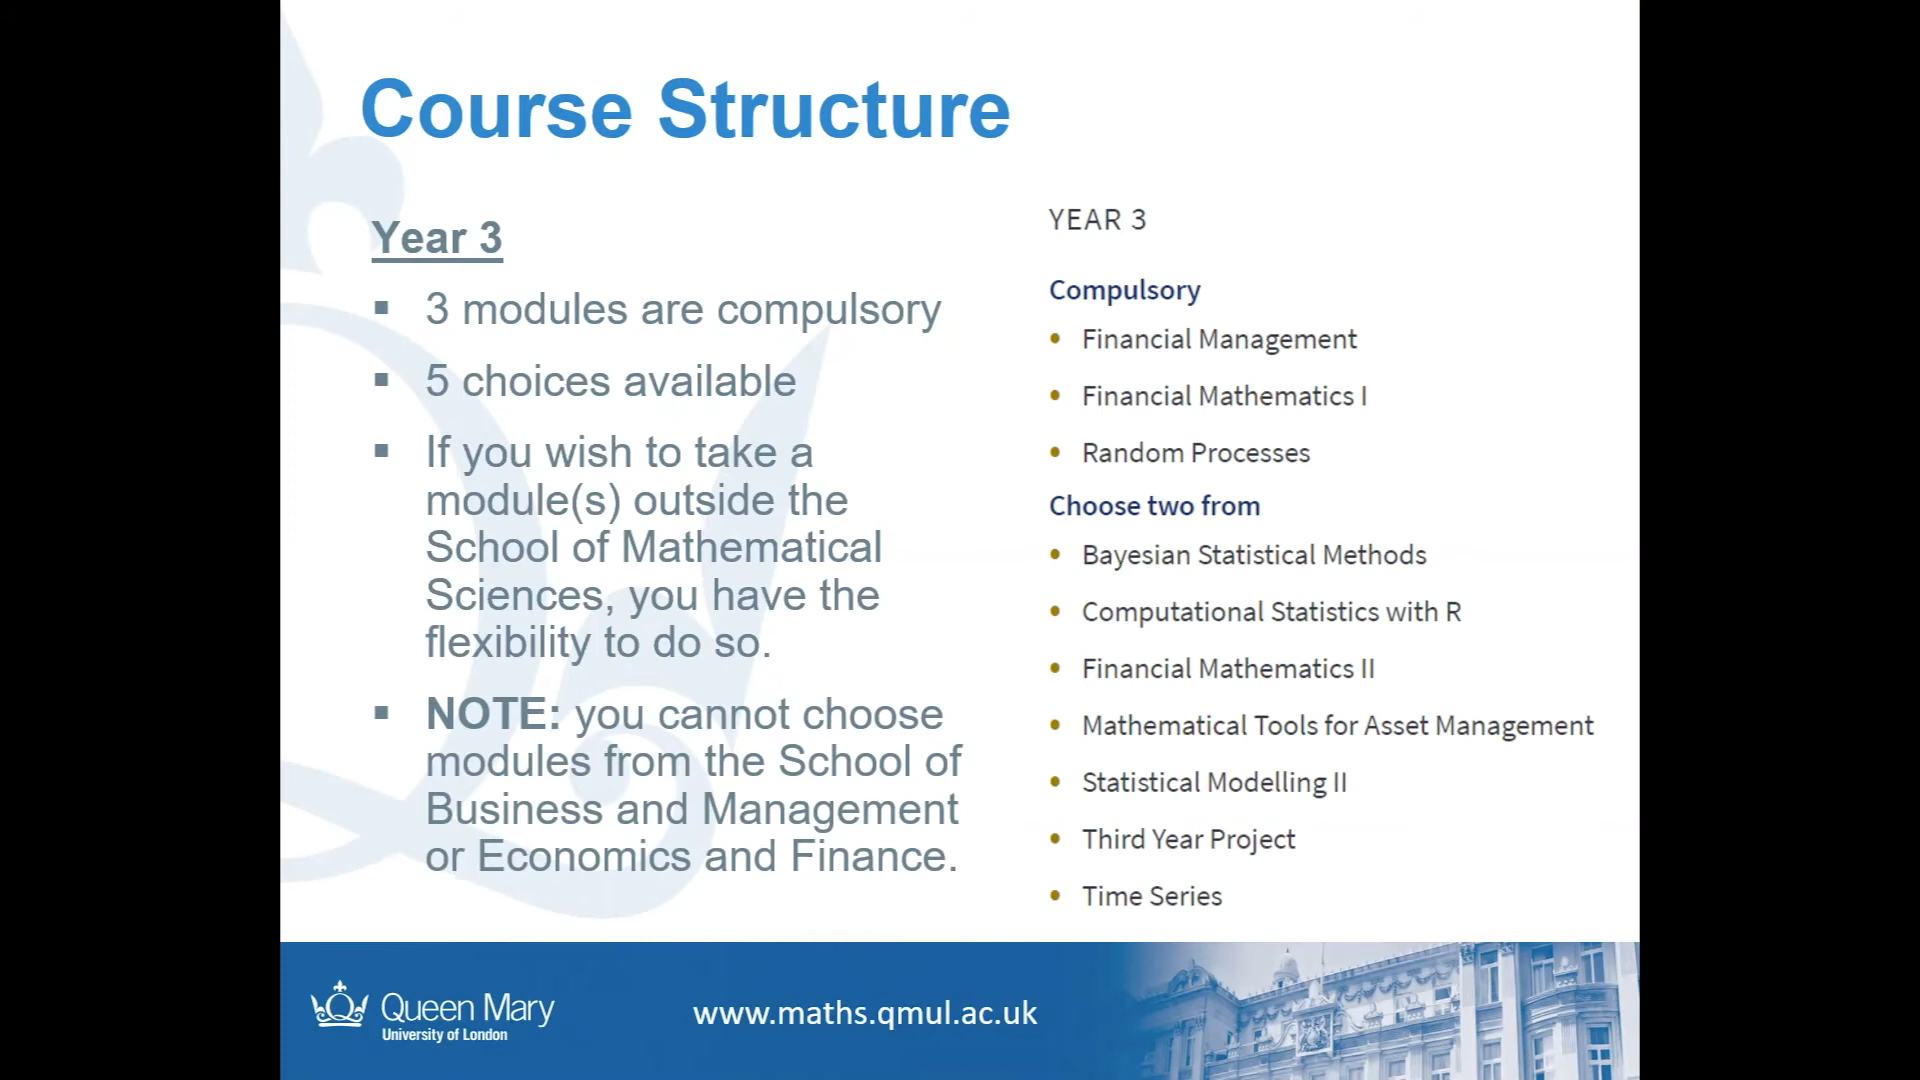 Course Structure
Year 3
▪ 3 modules are compulsory
▪ 5 choices available
▪ If you wish to take a
module(s) outside the
School of Mathematical
Sciences, you have the
flexibility to do so.
▪ NOTE: you cannot choose
modules from the School of
Business and Management
or Economics and Finance.
YEAR 3
Compulsory
• Financial Management
• Financial Mathematics I
• Random Processes
Choose two from
• Bayesian Statistical Methods
• Computational Statistics with R
• Financial Mathematics II
• Mathematical Tools for Asset Management
• Statistical Modelling II
• Third Year Project
• Time Series
Queen Mary
University of London
www.maths.qmul.ac.uk